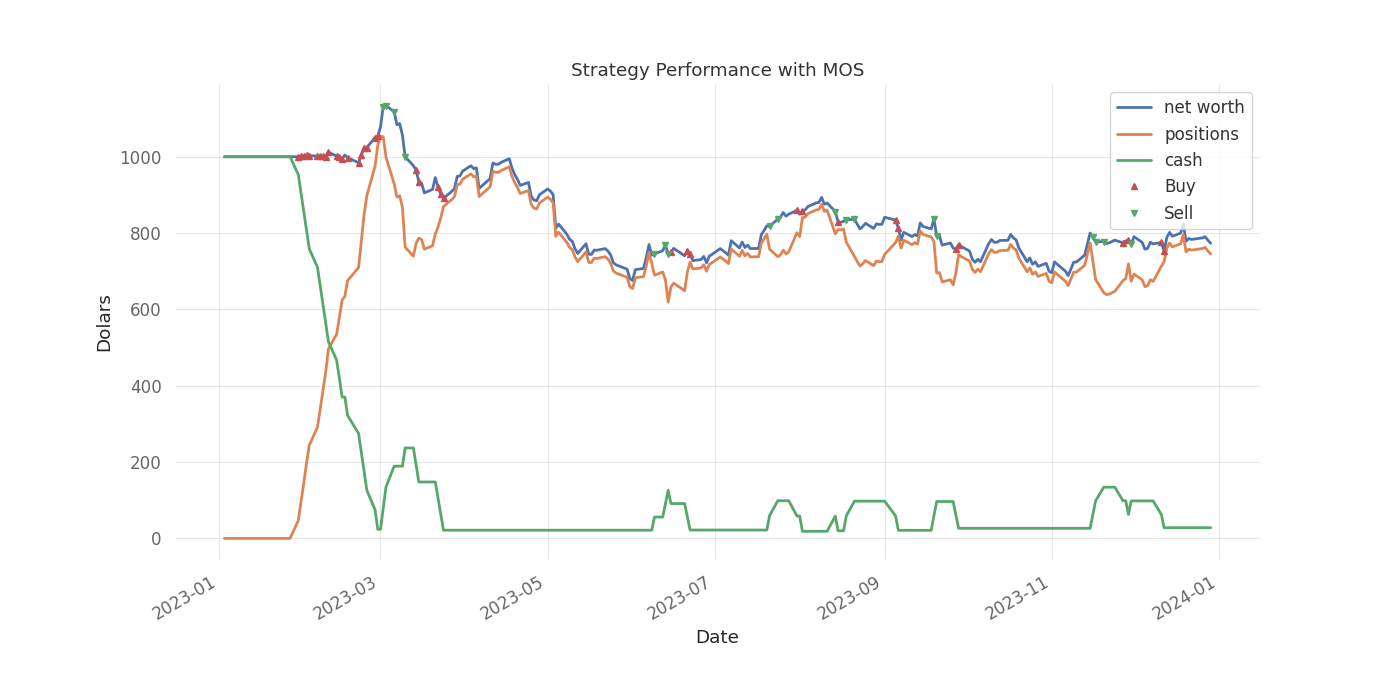 Strategy Performance with MOS
net worth
positions
cash
Buy
Sell
1000
800
600
400
200
0
Dolars
2023-01
2023-03
2023-05
2023-07
2023-09
2023-11
2024-01
Date